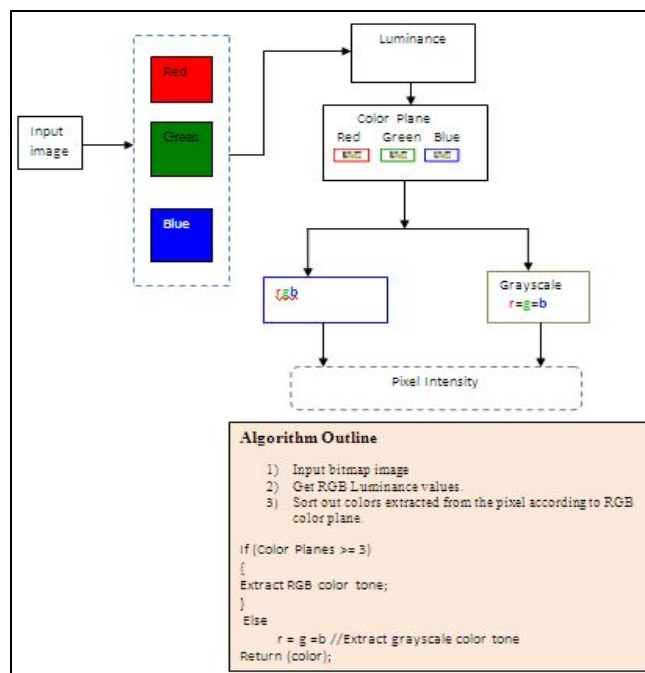 Luminance
Red
Color Plane
Red Green Blue
Input
image
Green
Blue
rgb
Grayscale
r=g=b
Pixel Intensity
Algorithm Outline
1) Input bitmap image
2) Get RGB Luminance values.
3) Sort out colors extracted from the pixel according to RGB
color plane.
If (Color Planes >= 3)
{
Extract RGB color tone;
}
Else
r = g =b //Extract grayscale color tone
Return (color);